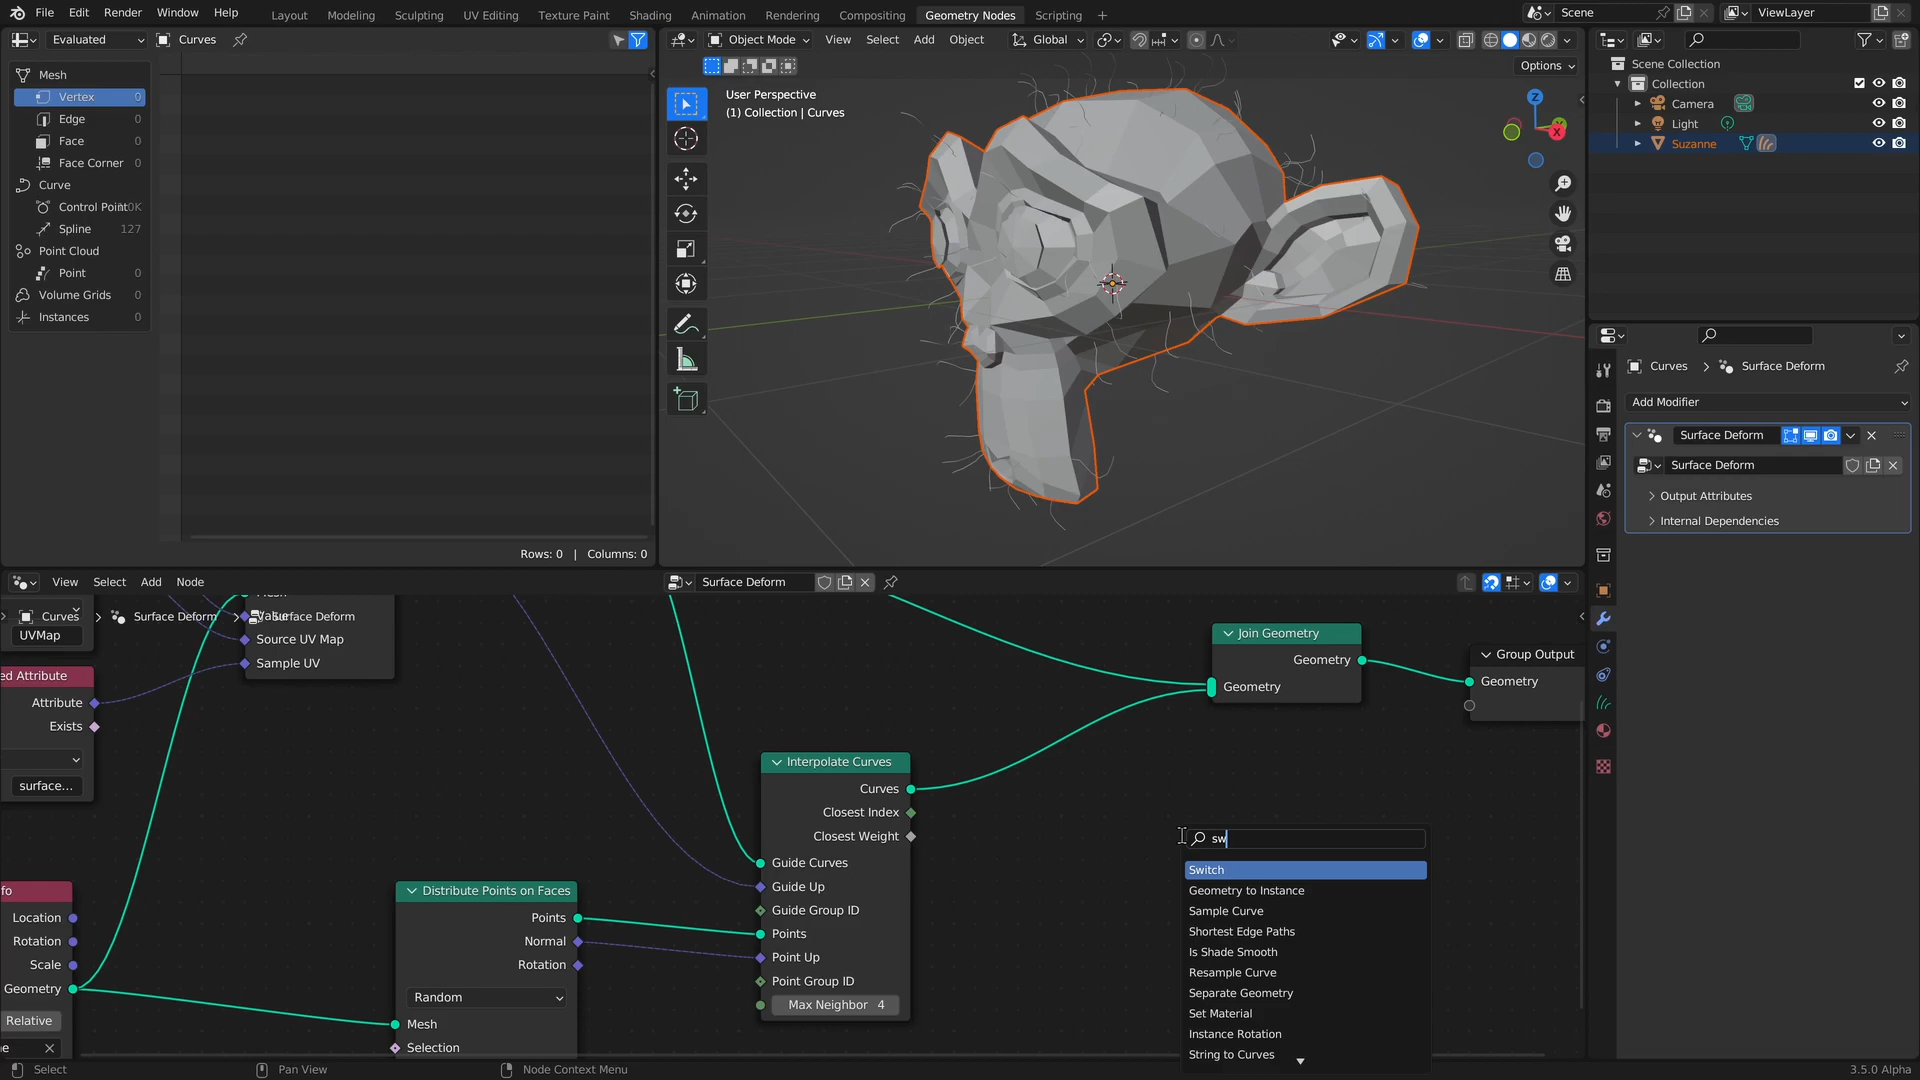 File Edit Render Window Help
Layout Modeling Sculpting UV Editing Texture Paint Shading Animation Rendering Compositing Geometry Nodes Scripting
Scene
ViewLayer
Evaluated
Curves
Mesh
Vertex 0
Edge 0
Face 0
Face Corner 0
Curve
Control Point
Spline 127
Point Cloud
Point 0
Volume Grids 0
Instances 0
Rows: 0 | Columns: 0
Object Mode View Select Add Object Global
Options
User Perspective
(1) Collection | Curves
Z
X
Scene Collection
Collection
Camera
Light
Suzanne
Curves
Surface Deform
Add Modifier
Surface Deform
Surface Deform
Output Attributes
Internal Dependencies
View Select Add Node
Surface Deform
Curves
Surface Deform
Surface Deform
UVMap
Source UV Map
Sample UV
ed Attribute
Attribute
Exists
surface...
fo
Location
Rotation
Scale
Geometry
Relative
Distribute Points on Faces
Points
Normal
Rotation
Random
Mesh
Selection
Interpolate Curves
Curves
Closest Index
Closest Weight
Guide Curves
Guide Up
Guide Group ID
Points
Point Up
Point Group ID
Max Neighbor 4
Join Geometry
Geometry
Geometry
Group Output
Geometry
sw
Switch
Geometry to Instance
Sample Curve
Shortest Edge Paths
Is Shade Smooth
Resample Curve
Separate Geometry
Set Material
Instance Rotation
String to Curves
Select
Pan View
Node Context Menu
3.5.0 Alpha